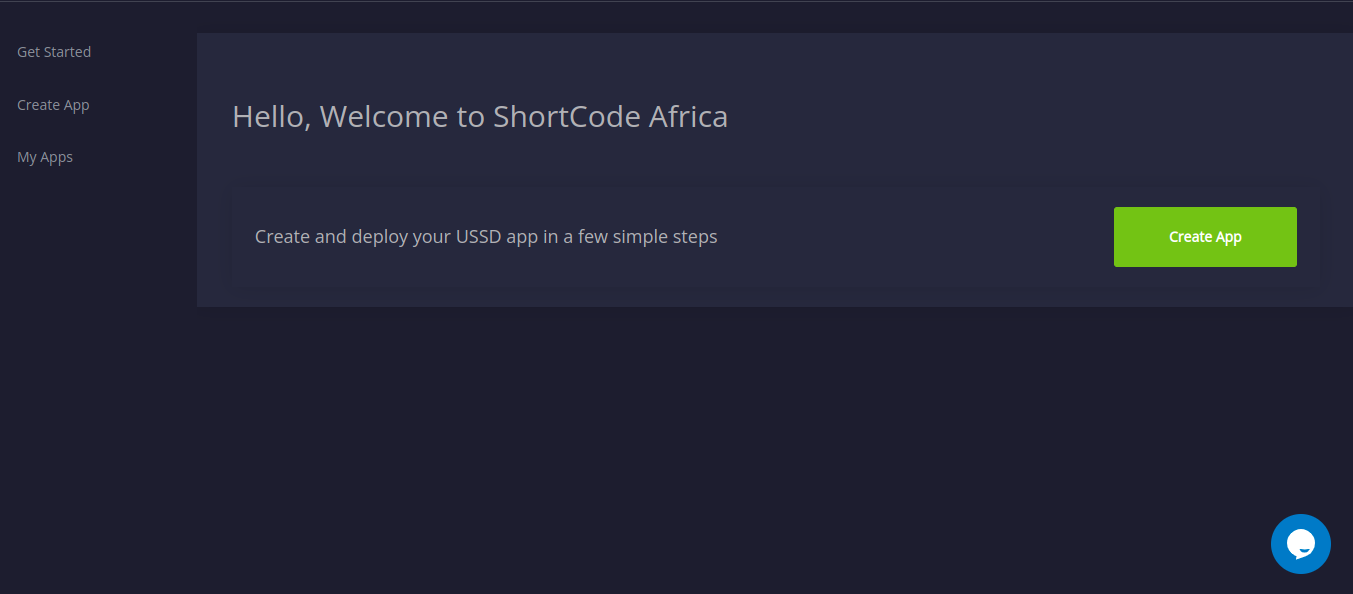 Get Started
Create App
My Apps
Hello, Welcome to ShortCode Africa
Create and deploy your USSD app in a few simple steps
Create App